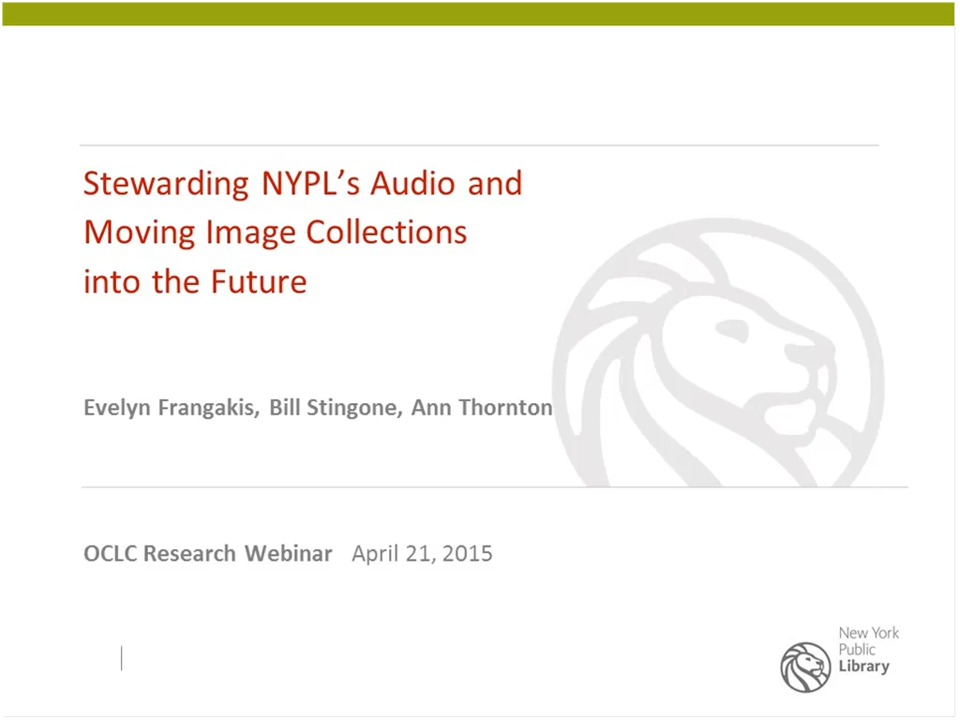 Stewarding NYPL’s Audio and
Moving Image Collections
into the Future
Evelyn Frangakis, Bill Stingone, Ann Thornton
OCLC Research Webinar   April 21, 2015
New York
Public
Library